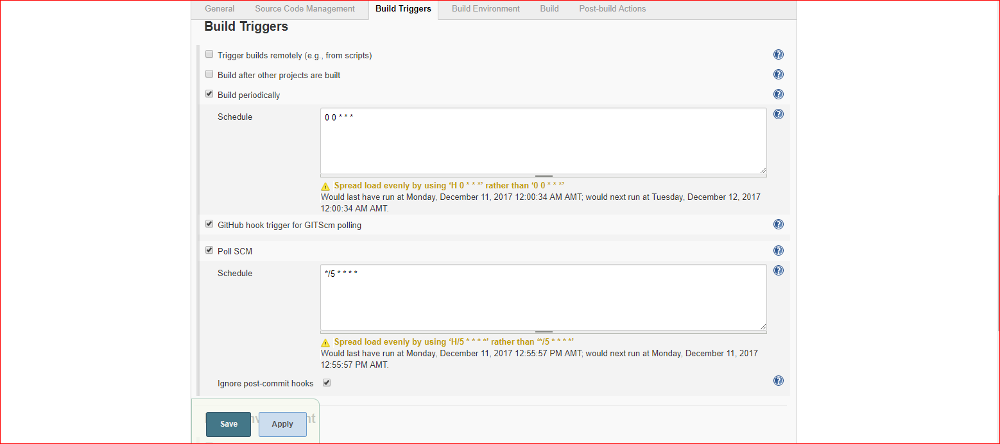 General Source Code Management Build Triggers Build Environment Build Post-build Actions
Build Triggers
Trigger builds remotely (e.g., from scripts)
Build after other projects are built
Build periodically
Schedule 0 0 * * *
Spread load evenly by using ‘H 0 * * *’ rather than ‘0 0 * * *’
Would last have run at Monday, December 11, 2017 12:00:34 AM AMT; would next run at Tuesday, December 12, 2017
12:00:34 AM AMT.
GitHub hook trigger for GITScm polling
Poll SCM
Schedule */5 * * * *
Spread load evenly by using ‘H/5 * * * *’ rather than ‘*/5 * * * *’
Would last have run at Monday, December 11, 2017 12:55:57 PM AMT; would next run at Monday, December 11, 2017
12:55:57 PM AMT.
Ignore post-commit hooks
Save Apply